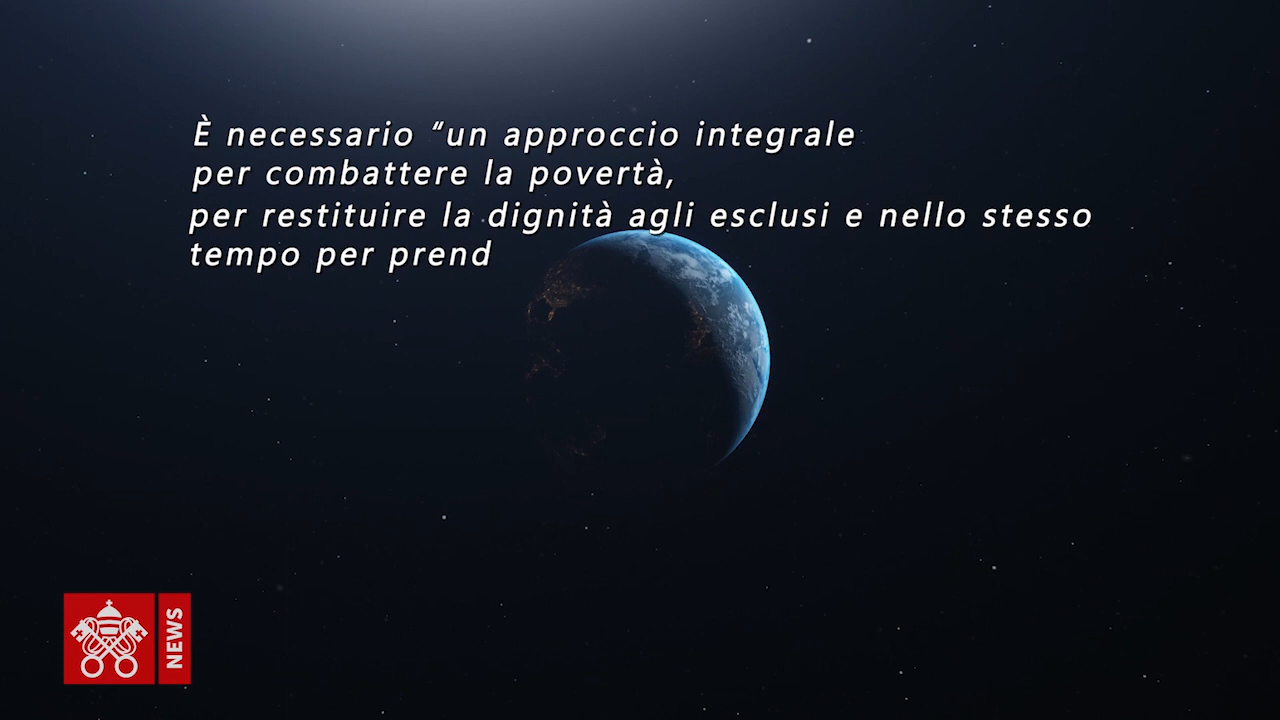 È necessario “un approccio integrale
per combattere la povertà,
per restituire la dignità agli esclusi e nello stesso
tempo per prend
NEWS